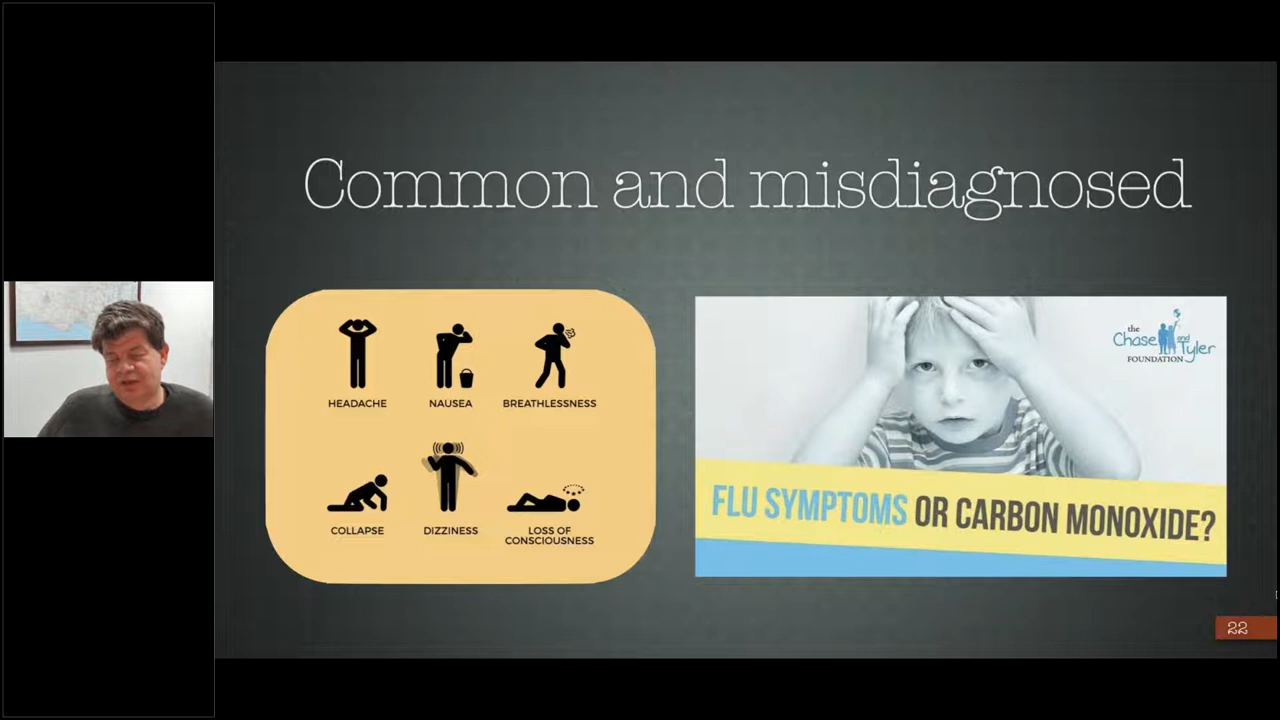 Common and misdiagnosed
HEADACHE
NAUSEA
BREATHLESSNESS
COLLAPSE
DIZZINESS
LOSS OF
CONSCIOUSNESS
the
Chase and Tyler
FOUNDATION
FLU SYMPTOMS OR CARBON MONOXIDE?
22